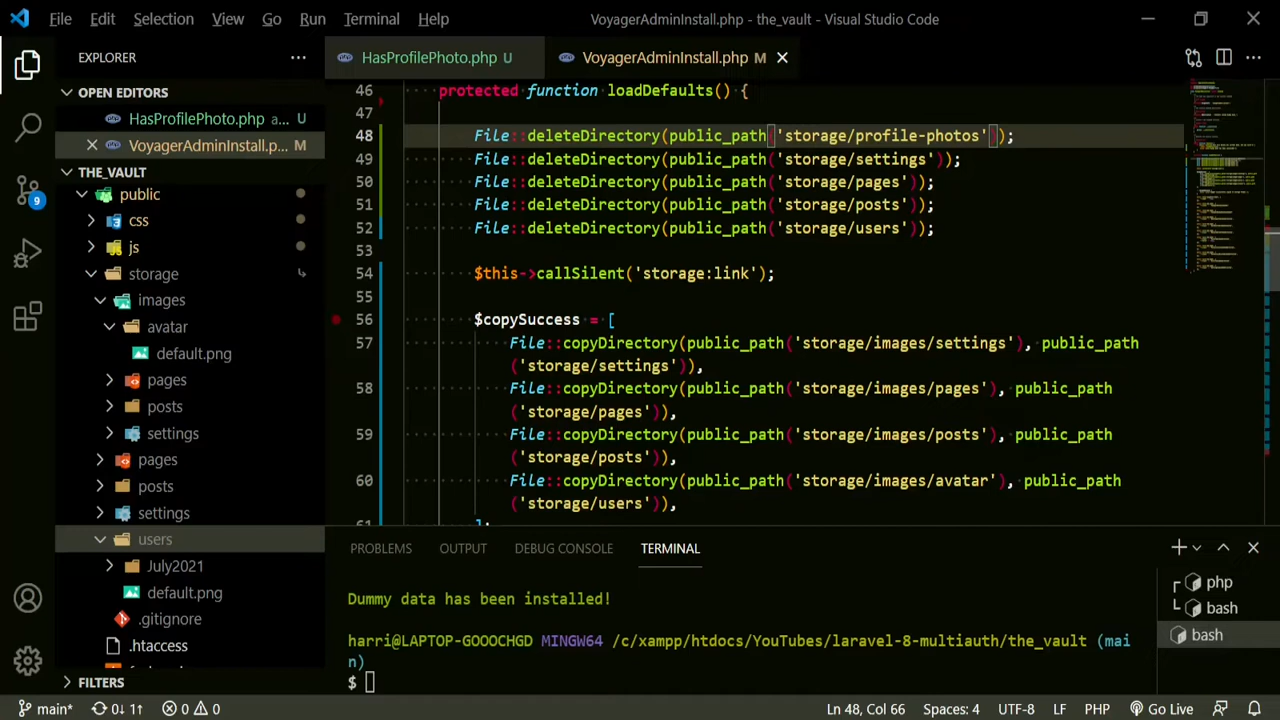 File Edit Selection View Go Run Terminal Help VoyagerAdminInstall.php - the_vault - Visual Studio Code
EXPLORER
OPEN EDITORS
HasProfilePhoto.php a... U
VoyagerAdminInstall.p... M
THE_VAULT
public
css
js
storage
images
avatar
default.png
pages
posts
settings
pages
posts
settings
users
July2021
default.png
.gitignore
.htaccess
FILTERS
HasProfilePhoto.php U VoyagerAdminInstall.php M
46 protected function loadDefaults() {
47
48 File::deleteDirectory(public_path('storage/profile-photos'));
49 File::deleteDirectory(public_path('storage/settings'));
50 File::deleteDirectory(public_path('storage/pages'));
51 File::deleteDirectory(public_path('storage/posts'));
52 File::deleteDirectory(public_path('storage/users'));
53
54 $this->callSilent('storage:link');
55
56 $copySuccess = [
57 File::copyDirectory(public_path('storage/images/settings'), public_path
('storage/settings')),
58 File::copyDirectory(public_path('storage/images/pages'), public_path
('storage/pages')),
59 File::copyDirectory(public_path('storage/images/posts'), public_path
('storage/posts')),
60 File::copyDirectory(public_path('storage/images/avatar'), public_path
('storage/users')),
61 ];
PROBLEMS OUTPUT DEBUG CONSOLE TERMINAL
Dummy data has been installed!
harri@LAPTOP-GOOOCHGD MINGW64 /c/xampp/htdocs/YouTubes/laravel-8-multiauth/the_vault (mai
n)
$
php
bash
bash
9
main* 0↓ 1↑ 0 0 Ln 48, Col 66 Spaces: 4 UTF-8 LF PHP Go Live